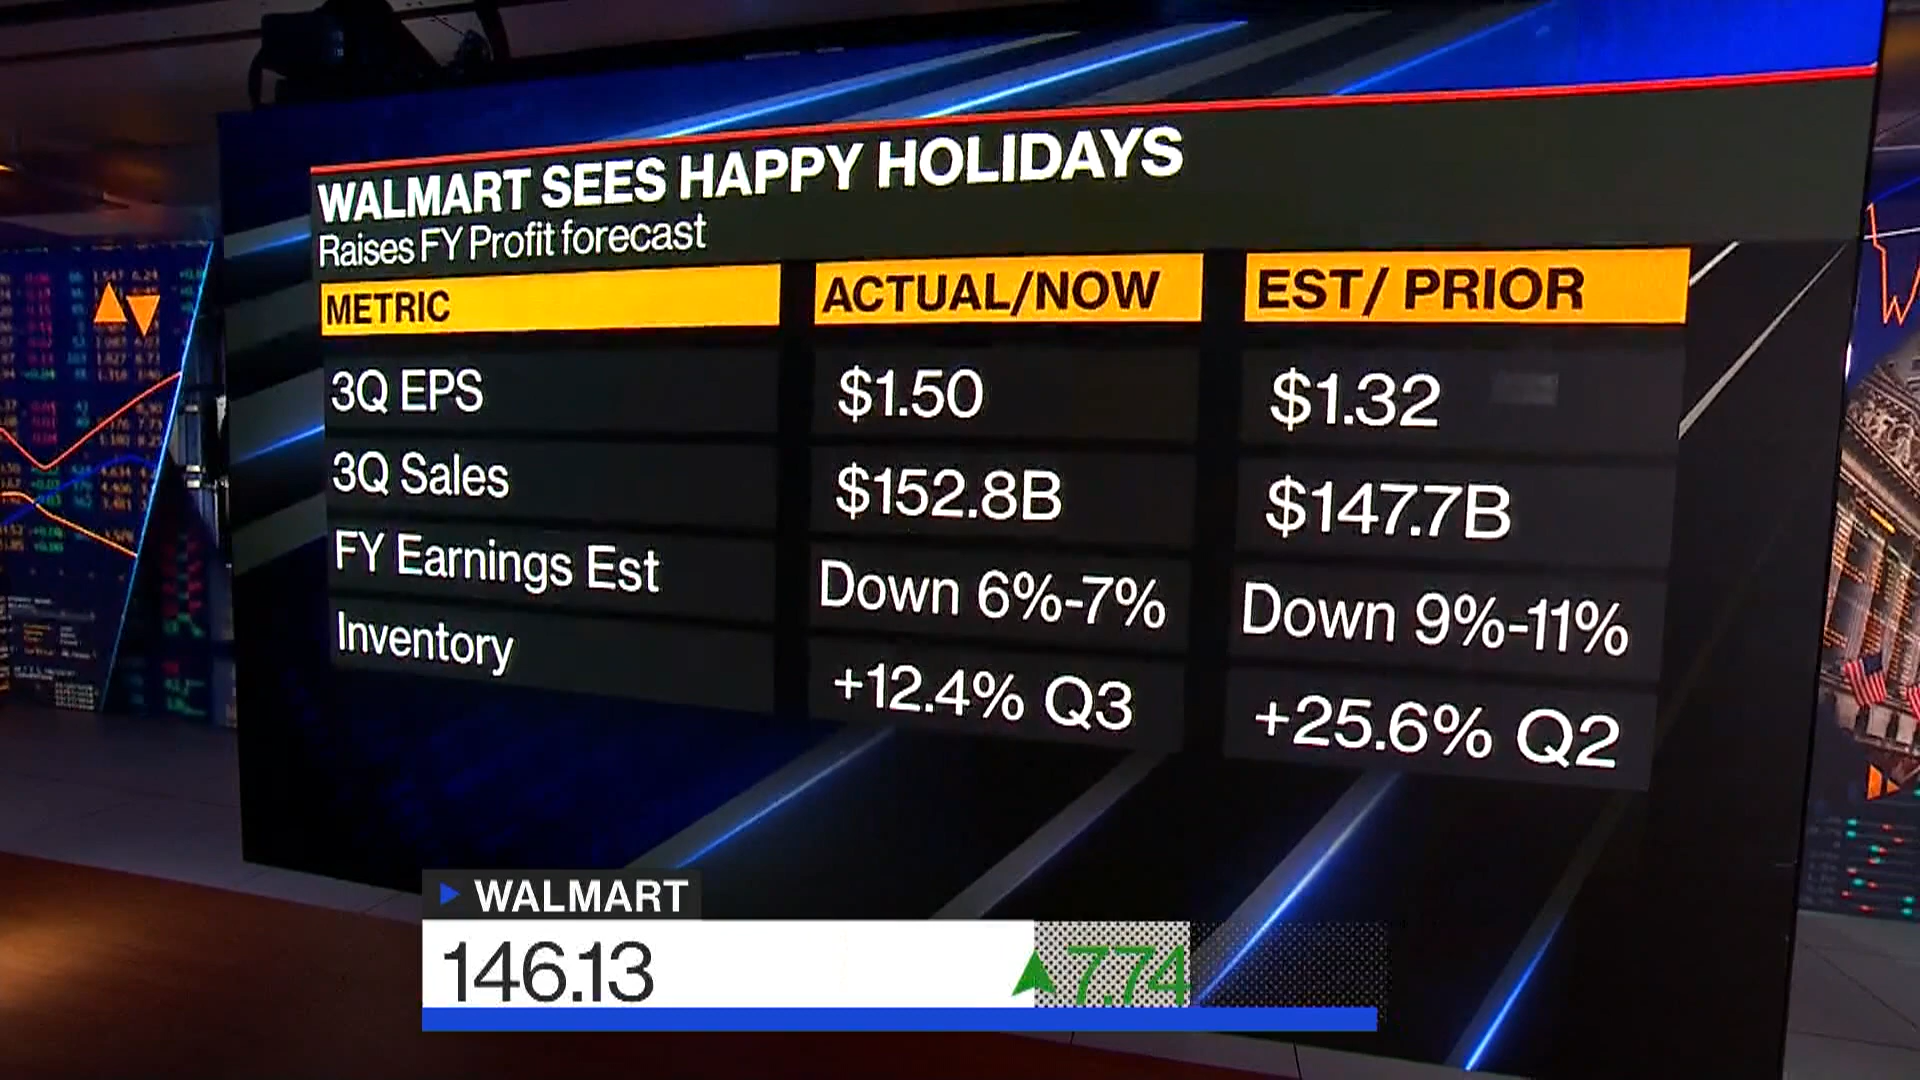 WALMART SEES HAPPY HOLIDAYS
Raises FY Profit forecast
METRIC ACTUAL/NOW EST/ PRIOR
3Q EPS $1.50 $1.32
3Q Sales $152.8B $147.7B
FY Earnings Est Down 6%-7% Down 9%-11%
Inventory +12.4% Q3 +25.6% Q2
WALMART
146.13 7.74